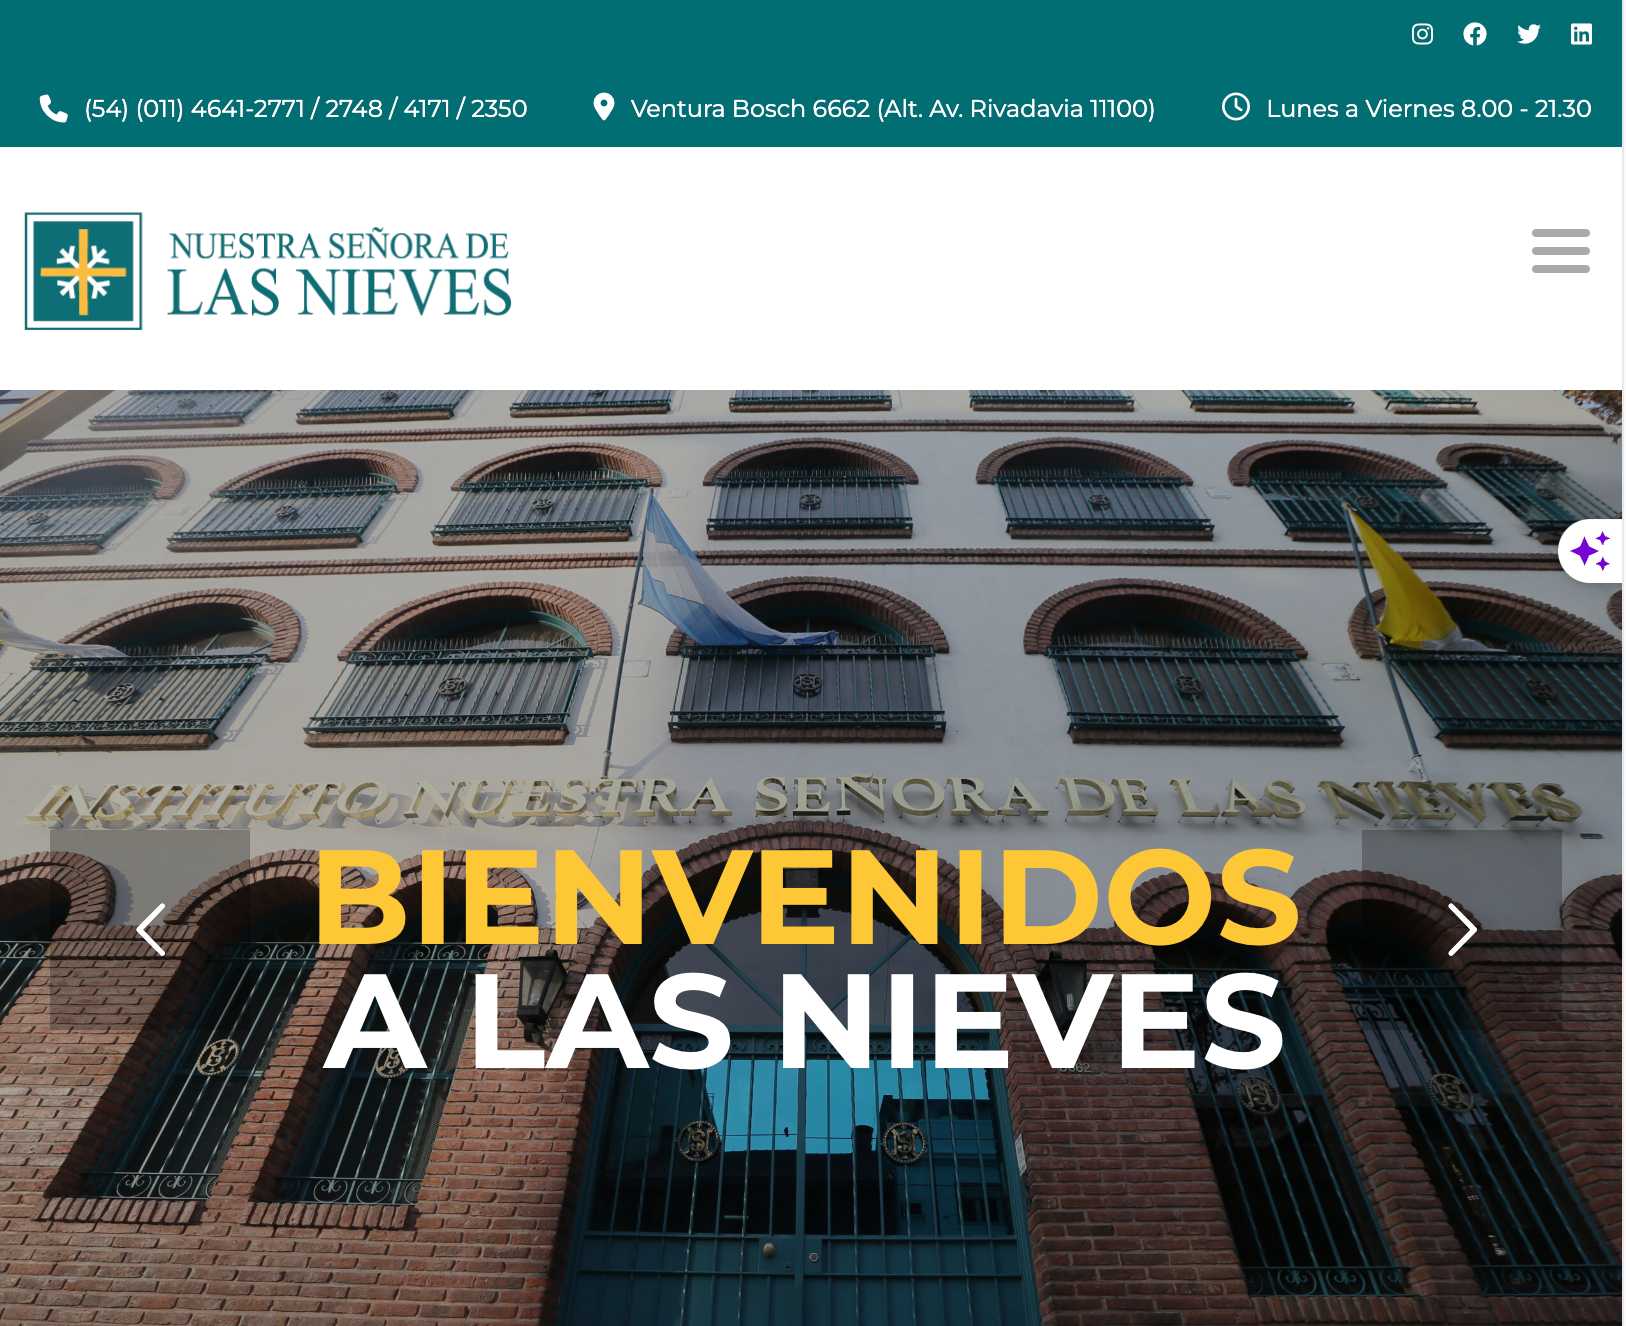 (54) (011) 4641-2771 / 2748 / 4171 / 2350
Ventura Bosch 6662 (Alt. Av. Rivadavia 11100)
Lunes a Viernes 8.00 - 21.30
NUESTRA SEÑORA DE
LAS NIEVES
INSTITUTO NUESTRA SEÑORA DE LAS NIEVES
BIENVENIDOS
A LAS NIEVES
6662